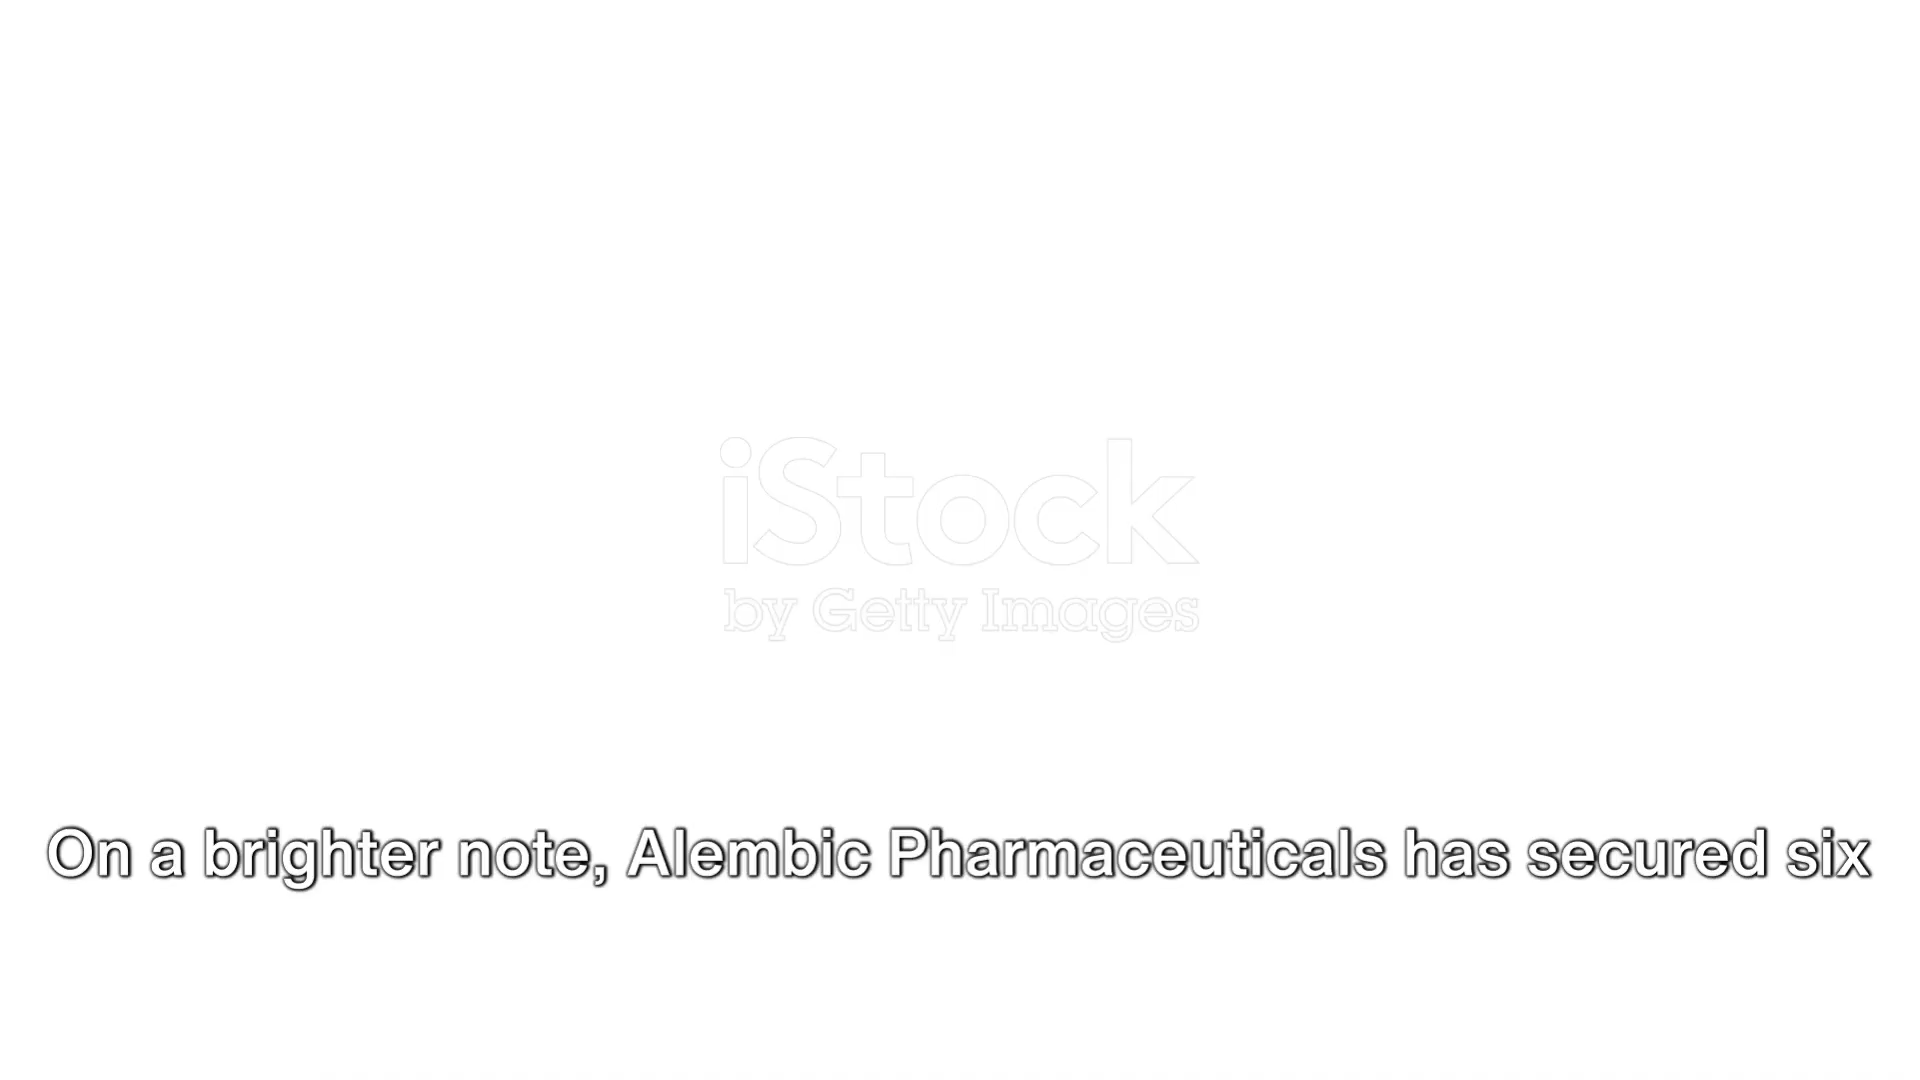 iStock
by Getty Images
On a brighter note, Alembic Pharmaceuticals has secured six